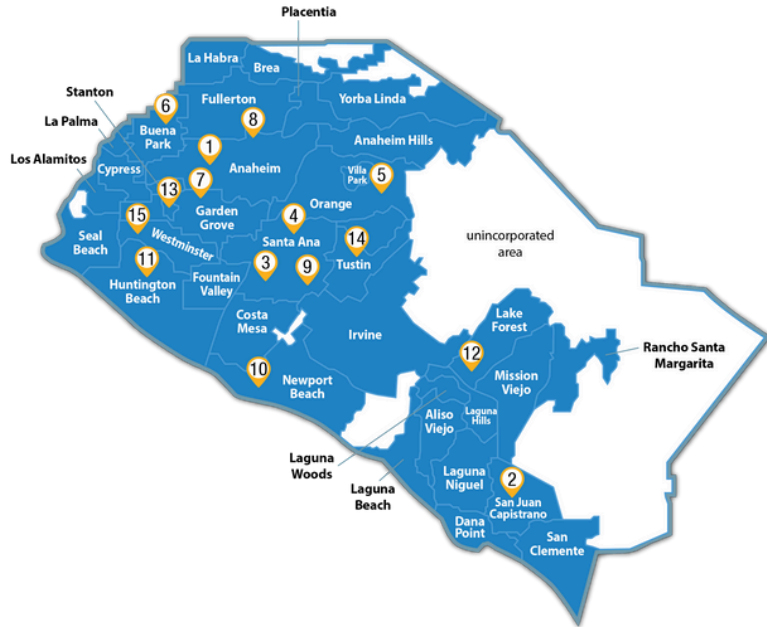 Placentia
La Habra
Brea
Stanton
Fullerton
Yorba Linda
6
8
La Palma
Buena
Park
1
Anaheim Hills
Los Alamitos
Cypress
Anaheim
Villa
Park
5
7
13
Orange
Garden
Grove
4
15
Westminster
Seal
Beach
Santa Ana
14
unincorporated
area
11
3
9
Tustin
Huntington
Beach
Fountain
Valley
Costa
Mesa
Irvine
Lake
Forest
12
Rancho Santa
Margarita
10
Newport
Beach
Mission
Viejo
Aliso
Viejo
Laguna
Hills
Laguna
Woods
Laguna
Beach
Laguna
Niguel
2
San Juan
Capistrano
Dana
Point
San
Clemente